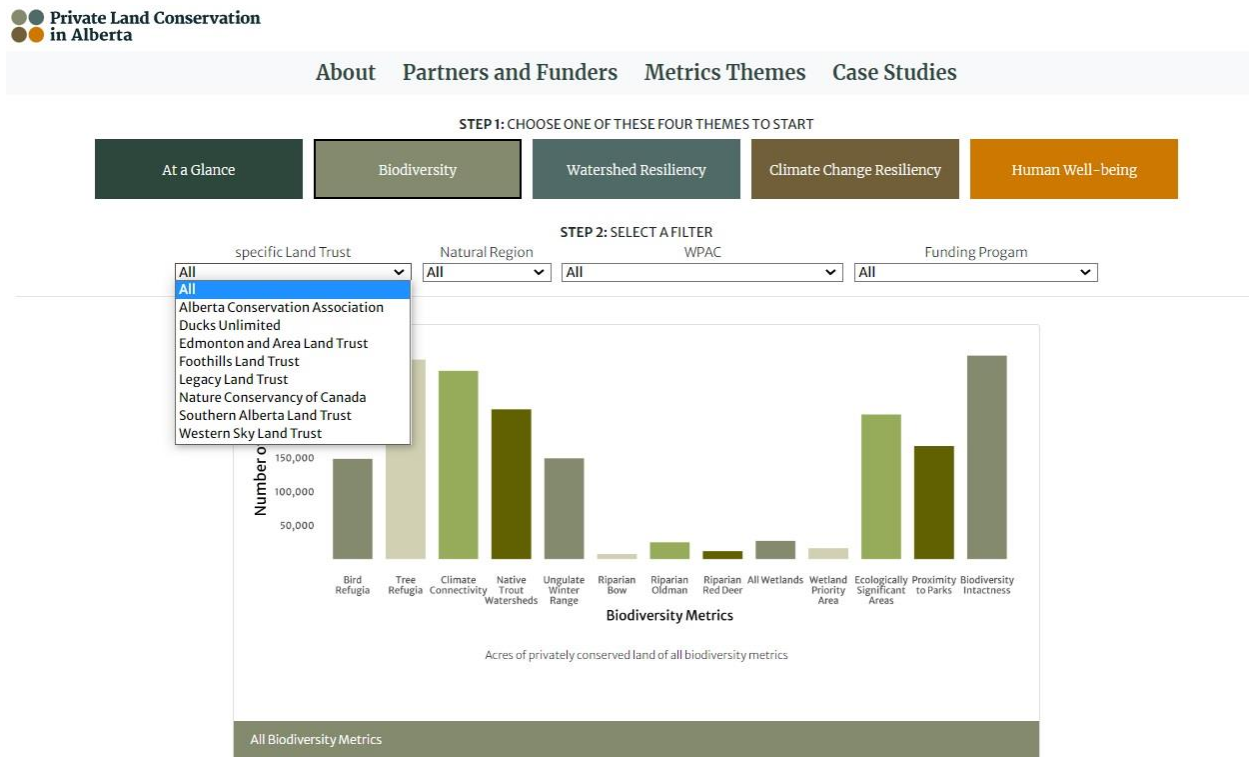 Private Land Conservation
in Alberta
About Partners and Funders Metrics Themes Case Studies
STEP 1: CHOOSE ONE OF THESE FOUR THEMES TO START
At a Glance Biodiversity Watershed Resiliency Climate Change Resiliency Human Well-being
STEP 2: SELECT A FILTER
specific Land Trust Natural Region WPAC Funding Progam
All All All All
All
Alberta Conservation Association
Ducks Unlimited
Edmonton and Area Land Trust
Foothills Land Trust
Legacy Land Trust
Nature Conservancy of Canada
Southern Alberta Land Trust
Western Sky Land Trust
Number
150,000
100,000
50,000
Bird Tree Climate Native Ungulate Riparian Riparian Riparian All Wetlands Wetland Ecologically Proximity Biodiversity
Refugia Refugia Connectivity Trout Winter Bow Oldman Red Deer Priority Significant to Parks Intactness
Watersheds Range Area Areas
Biodiversity Metrics
Acres of privately conserved land of all biodiversity metrics
All Biodiversity Metrics